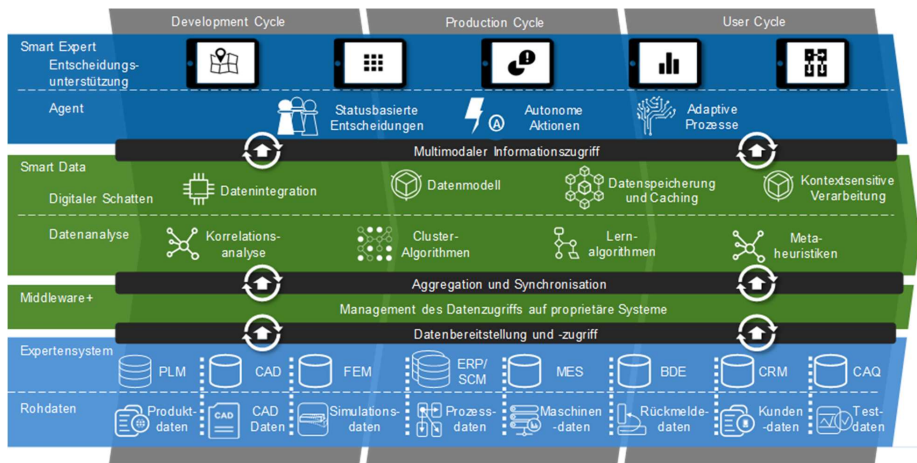 Development Cycle
Production Cycle
User Cycle
Smart Expert
Entscheidungs-
unterstützung
Agent
Statusbasierte
Entscheidungen
A
Autonome
Aktionen
Adaptive
Prozesse
Multimodaler Informationszugriff
Smart Data
Digitaler Schatten
Datenintegration
Datenmodell
Datenspeicherung
und Caching
Kontextsensitive
Verarbeitung
Datenanalyse
Korrelations-
analyse
Cluster-
Algorithmen
Lern-
algorithmen
Meta-
heuristiken
Aggregation und Synchronisation
Middleware+
Management des Datenzugriffs auf proprietäre Systeme
Datenbereitstellung und -zugriff
Expertensystem
PLM
CAD
FEM
ERP/
SCM
MES
BDE
CRM
CAQ
Rohdaten
Produkt-
daten
CAD
CAD
Daten
Simulations-
daten
Prozess-
daten
Maschinen
-daten
Rückmelde-
daten
Kunden
-daten
Test-
daten